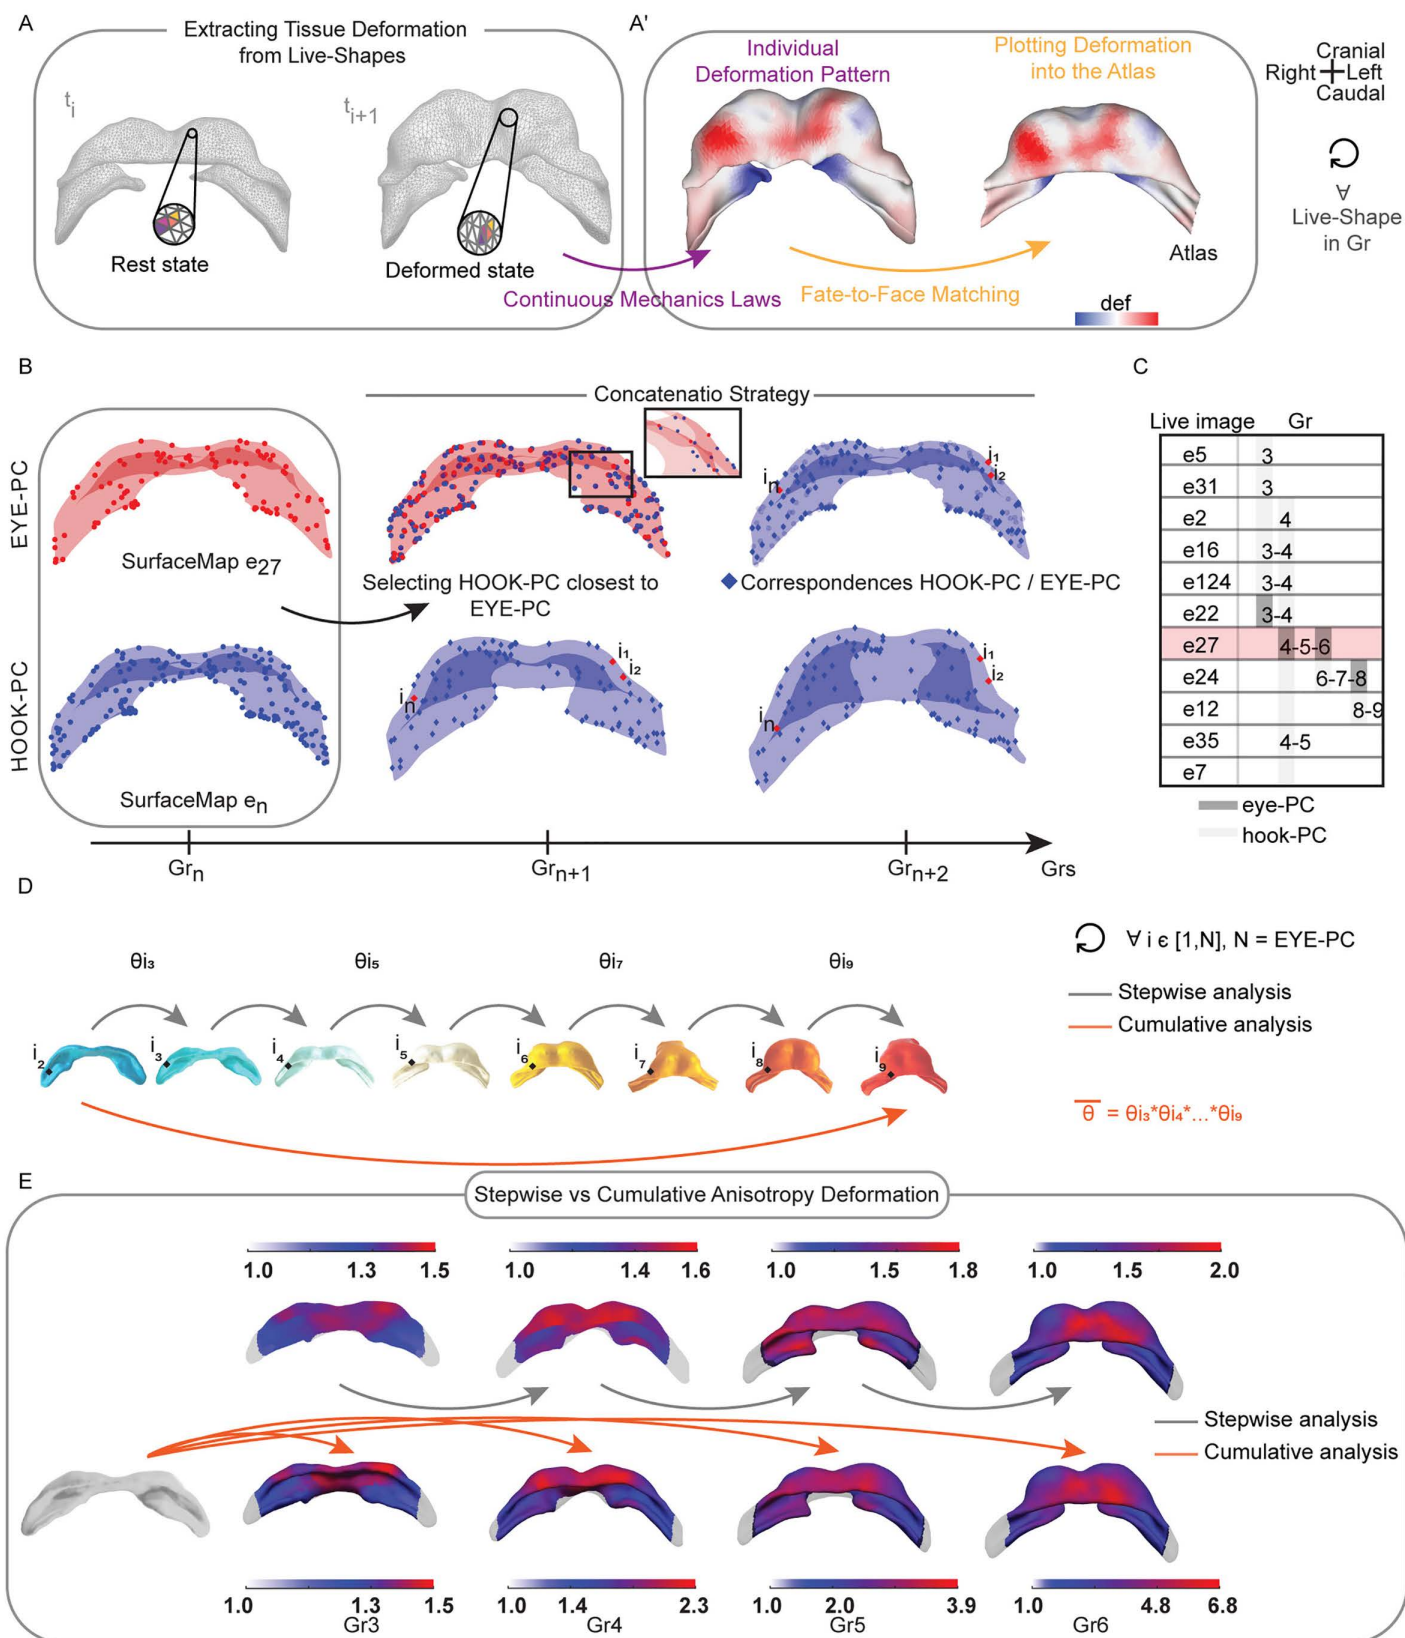 A
Extracting Tissue Deformation
from Live-Shapes
ti
ti+1
Rest state
Deformed state
Continuous Mechanics Laws
A'
Individual
Deformation Pattern
Plotting Deformation
into the Atlas
Fate-to-Face Matching
Atlas
def
Cranial
Right Left
Caudal
∀
Live-Shape
in Gr
B
Concatenatio Strategy
EYE-PC
SurfaceMap e27
Selecting HOOK-PC closest to
EYE-PC
i1
i2
in
Correspondences HOOK-PC / EYE-PC
HOOK-PC
SurfaceMap en
i1
i2
in
i1
i2
in
Grn
Grn+1
Grn+2
Grs
C
Live image Gr
e5 3
e31 3
e2 4
e16 3-4
e124 3-4
e22 3-4
e27 4-5-6
e24 6-7-8
e12 8-9
e35 4-5
e7
eye-PC
hook-PC
D
θi3 θi5 θi7 θi9
i2 i3 i4 i5 i6 i7 i8 i9
∀ i є [1,N], N = EYE-PC
Stepwise analysis
Cumulative analysis
θ̅ = θi3*θi4*...*θi9
E
Stepwise vs Cumulative Anisotropy Deformation
1.0 1.3 1.5
1.0 1.4 1.6
1.0 1.5 1.8
1.0 1.5 2.0
Stepwise analysis
Cumulative analysis
1.0 1.3 1.5
1.0 1.4 2.3
1.0 2.0 3.9
1.0 4.8 6.8
Gr3 Gr4 Gr5 Gr6